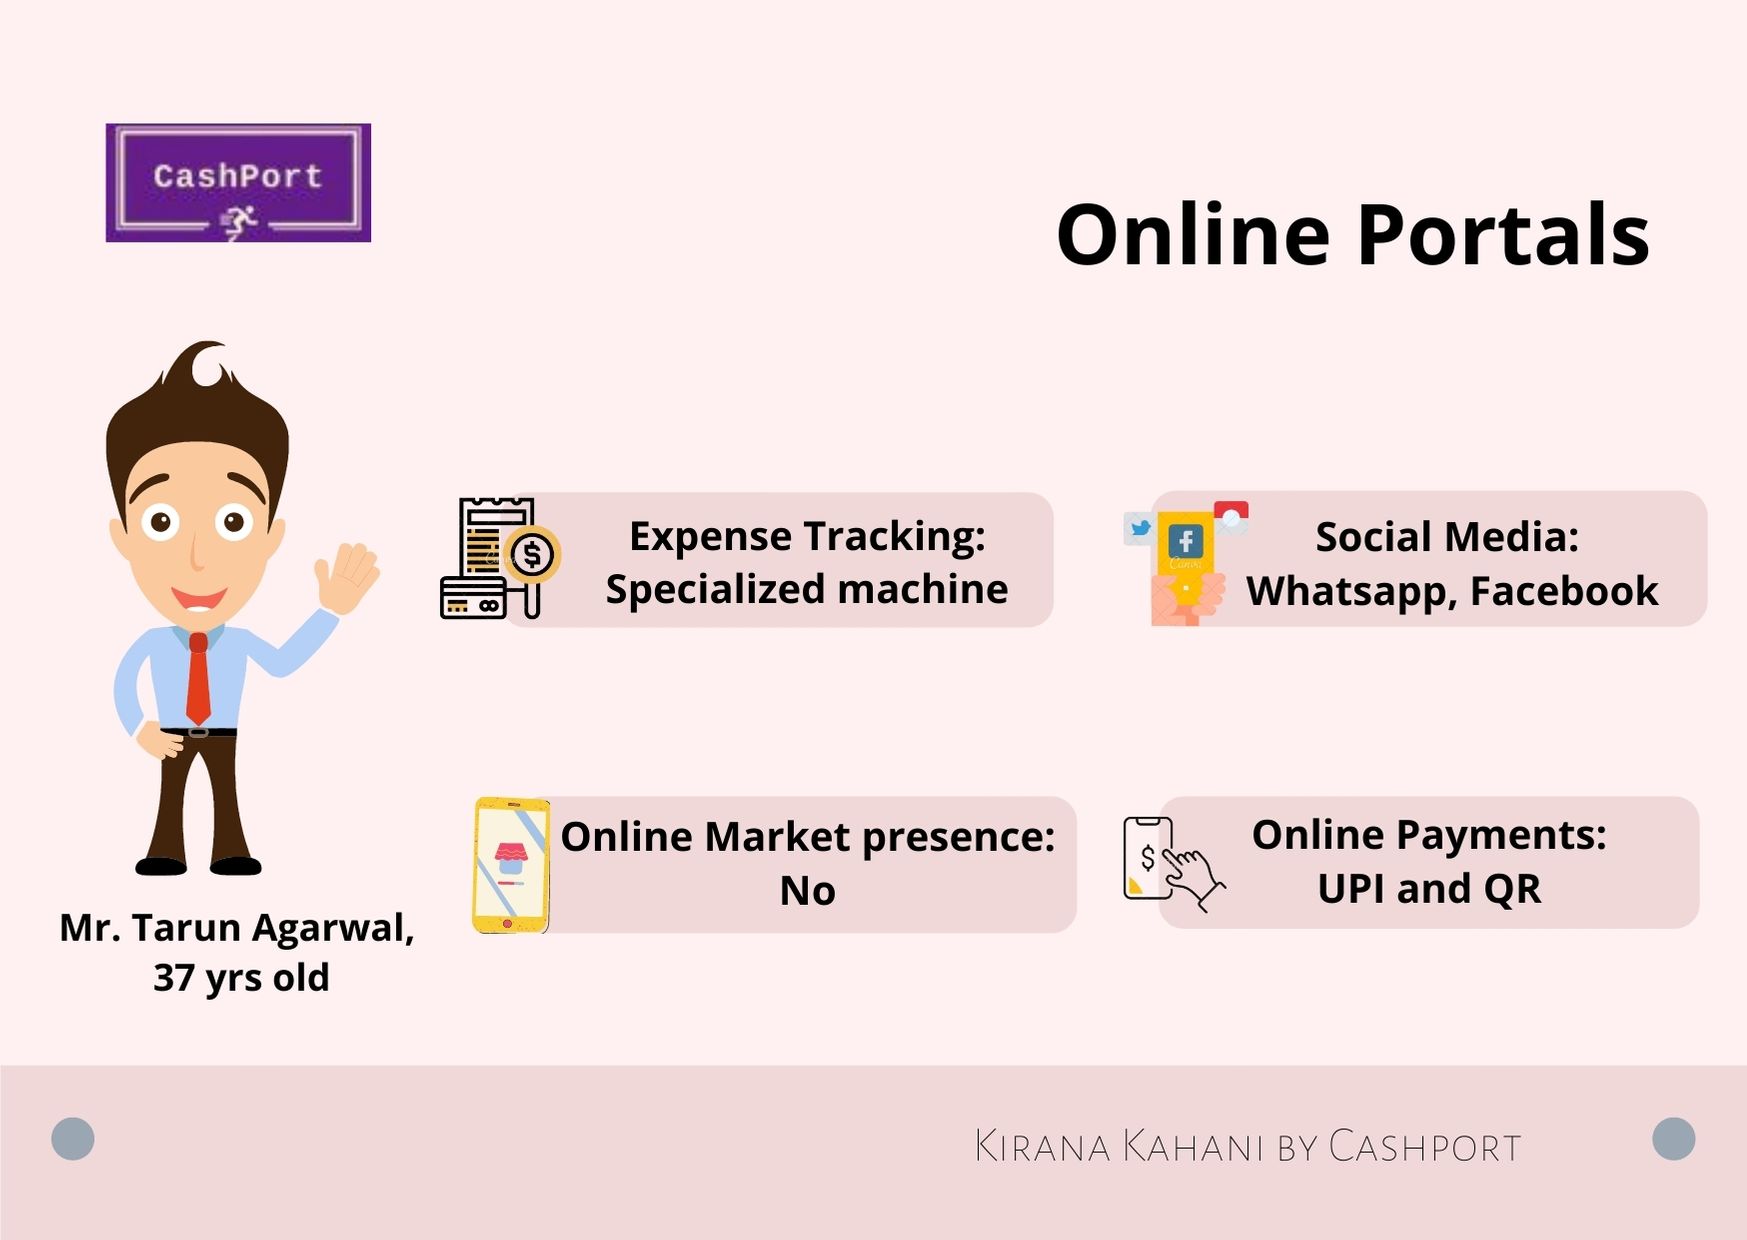 CashPort
Online Portals
Expense Tracking:
Specialized machine
Social Media:
Whatsapp, Facebook
Online Market presence:
No
Online Payments:
UPI and QR
Mr. Tarun Agarwal,
37 yrs old
Kirana Kahani by Cashport